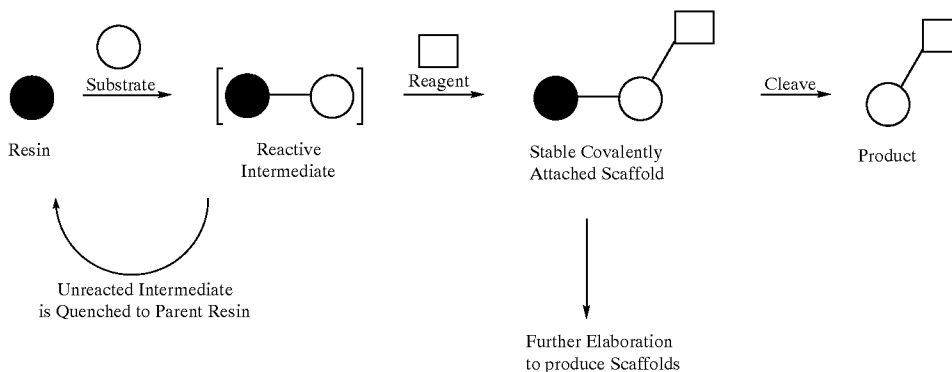 Substrate
Reagent
Cleave
Resin
Reactive
Intermediate
Stable Covalently
Attached Scaffold
Product
Unreacted Intermediate
is Quenched to Parent Resin
Further Elaboration
to produce Scaffolds